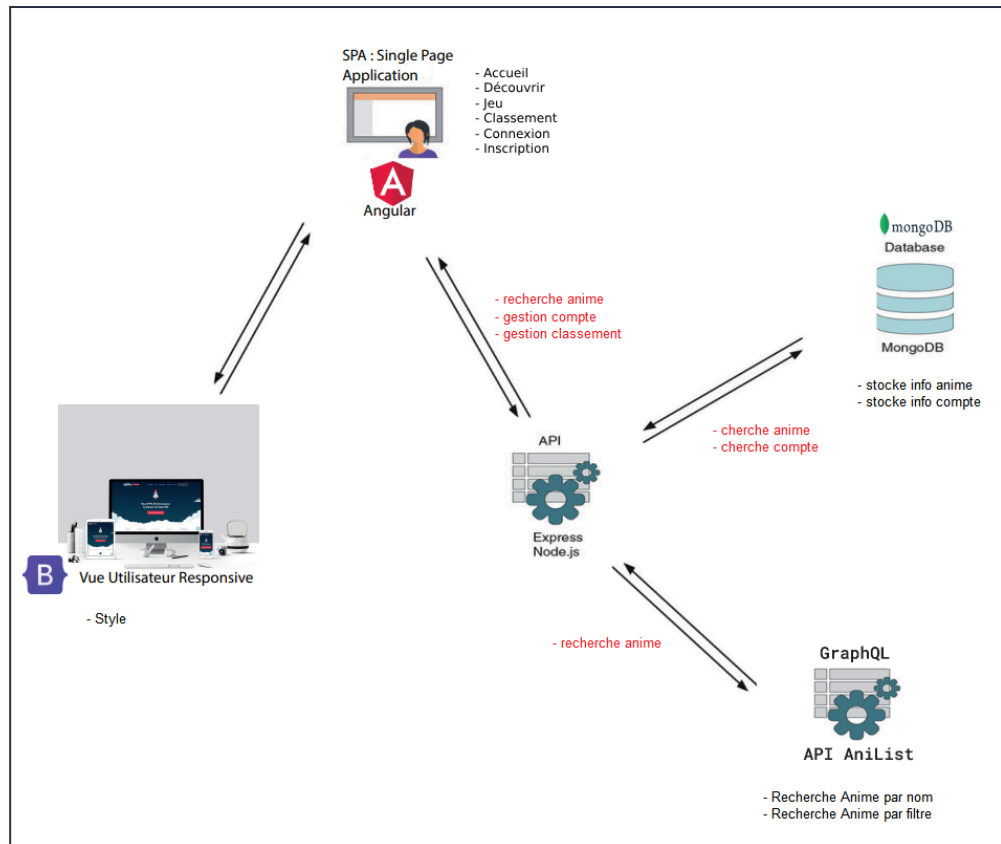 SPA : Single Page
Application
- Accueil
- Découvrir
- Jeu
- Classement
- Connexion
- Inscription
A
Angular
mongoDB
Database
MongoDB
- stocke info anime
- stocke info compte
- recherche anime
- gestion compte
- gestion classement
- cherche anime
- cherche compte
API
Express
Node.js
B
Vue Utilisateur Responsive
- Style
- recherche anime
GraphQL
API AniList
- Recherche Anime par nom
- Recherche Anime par filtre